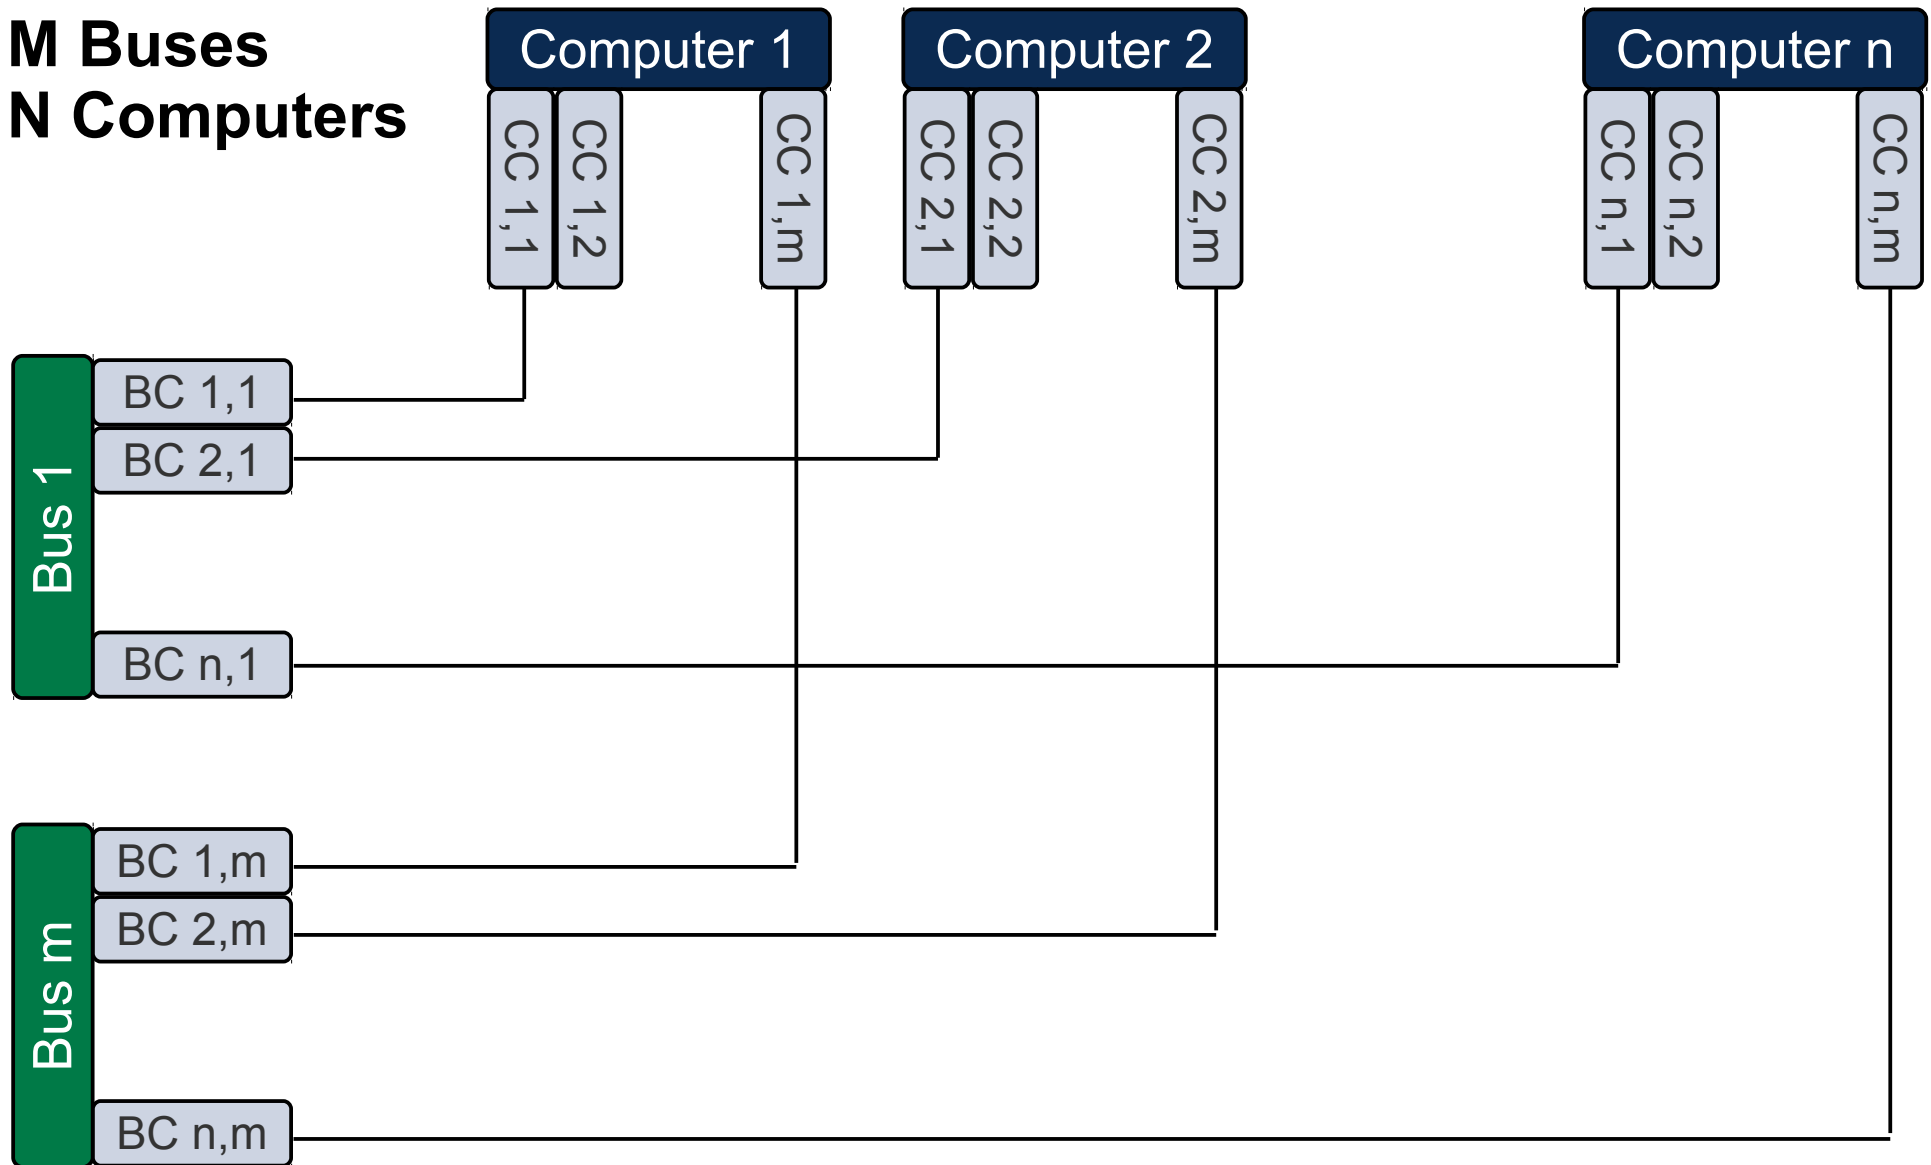 M Buses
N Computers
Computer 1
Computer 2
Computer n
CC 1,1
CC 1,2
CC 1,m
CC 2,1
CC 2,2
CC 2,m
CC n,1
CC n,2
CC n,m
Bus 1
BC 1,1
BC 2,1
BC n,1
Bus m
BC 1,m
BC 2,m
BC n,m